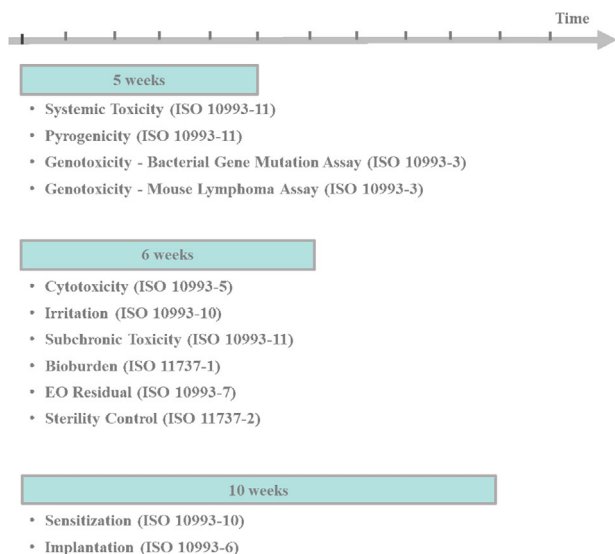 Time
5 weeks
• Systemic Toxicity (ISO 10993-11)
• Pyrogenicity (ISO 10993-11)
• Genotoxicity - Bacterial Gene Mutation Assay (ISO 10993-3)
• Genotoxicity - Mouse Lymphoma Assay (ISO 10993-3)
6 weeks
• Cytotoxicity (ISO 10993-5)
• Irritation (ISO 10993-10)
• Subchronic Toxicity (ISO 10993-11)
• Bioburden (ISO 11737-1)
• EO Residual (ISO 10993-7)
• Sterility Control (ISO 11737-2)
10 weeks
• Sensitization (ISO 10993-10)
• Implantation (ISO 10993-6)